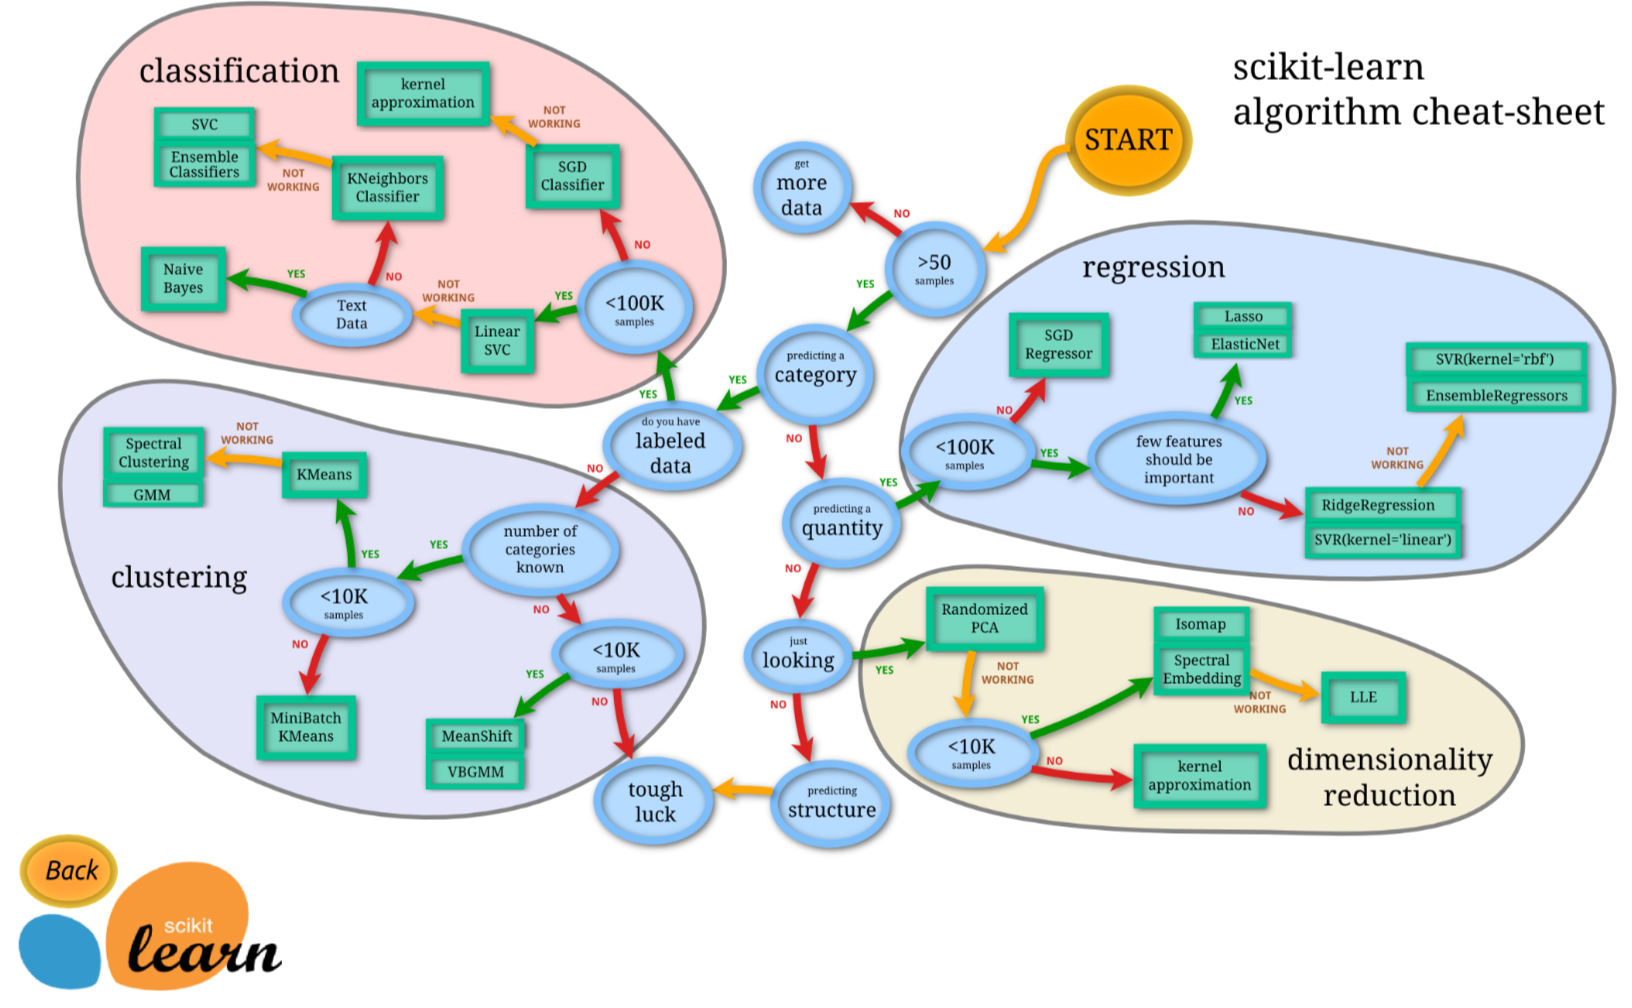 scikit-learn
algorithm cheat-sheet
START
classification
kernel
approximation
NOT
WORKING
SVC
Ensemble
Classifiers
NOT
WORKING
KNeighbors
Classifier
SGD
Classifier
get
more
data
NO
>50
samples
YES
NO
Naive
Bayes
YES
NO
Text
Data
NOT
WORKING
Linear
SVC
YES
<100K
samples
predicting a
category
YES
YES
do you have
labeled
data
NO
NO
regression
SGD
Regressor
Lasso
ElasticNet
SVR(kernel='rbf')
EnsembleRegressors
YES
NO
<100K
samples
YES
few features
should be
important
NOT
WORKING
NO
RidgeRegression
SVR(kernel='linear')
YES
predicting a
quantity
NO
clustering
Spectral
Clustering
GMM
NOT
WORKING
KMeans
YES
YES
number of
categories
known
NO
<10K
samples
NO
<10K
samples
YES
NO
MiniBatch
KMeans
MeanShift
VBGMM
just
looking
YES
NO
tough
luck
predicting
structure
Randomized
PCA
NOT
WORKING
Isomap
Spectral
Embedding
NOT
WORKING
LLE
YES
<10K
samples
NO
kernel
approximation
dimensionality
reduction
Back
scikit
learn